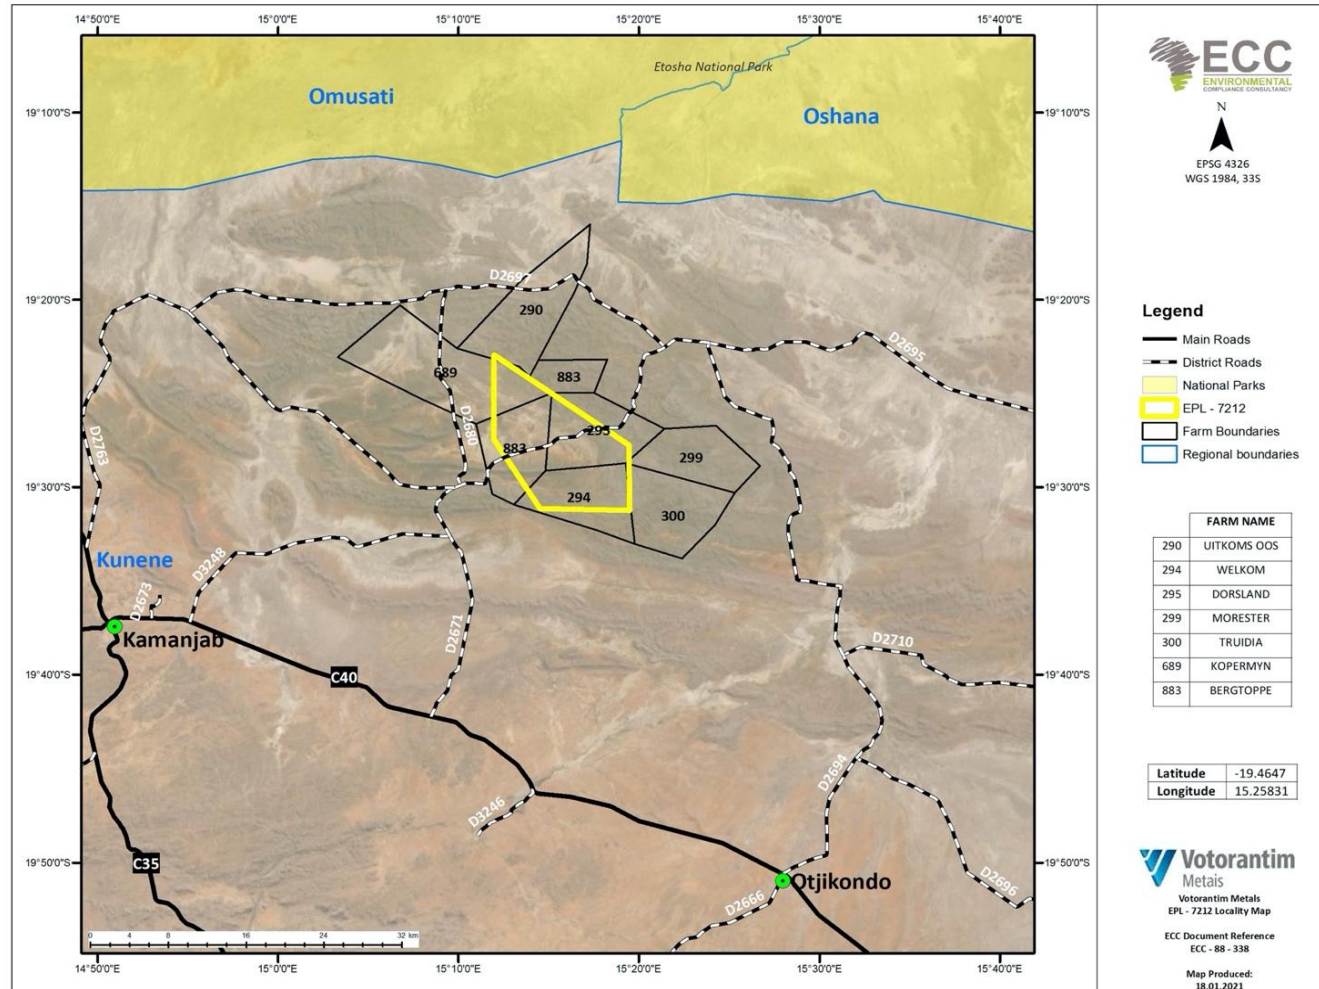 14°50'0"E 15°0'0"E 15°10'0"E 15°20'0"E 15°30'0"E 15°40'0"E
Etosha National Park
Omusati
Oshana
19°10'0"S 19°10'0"S
D2697
19°20'0"S 19°20'0"S
290
D2695
689
883
D2680
295
883
D2763
299
19°30'0"S 19°30'0"S
294
300
Kunene
D3248
D2673
Kamanjab
D2671
D2710
19°40'0"S 19°40'0"S
C40
D2694
D3246
C35
19°50'0"S 19°50'0"S
Otjikondo
D2696
D2666
0 4 8 16 24 32 km
14°50'0"E 15°0'0"E 15°10'0"E 15°20'0"E 15°30'0"E 15°40'0"E
ECC
ENVIRONMENTAL
COMPLIANCE CONSULTANCY
N
EPSG 4326
WGS 1984, 33S
Legend
Main Roads
District Roads
National Parks
EPL - 7212
Farm Boundaries
Regional boundaries
FARM NAME
290 UITKOMS OOS
294 WELKOM
295 DORSLAND
299 MORESTER
300 TRUIDIA
689 KOPERMYN
883 BERGTOPPE
Latitude -19.4647
Longitude 15.25831
Votorantim
Metais
Votorantim Metals
EPL - 7212 Locality Map
ECC Document Reference
ECC - 88 - 338
Map Produced:
18.01.2021